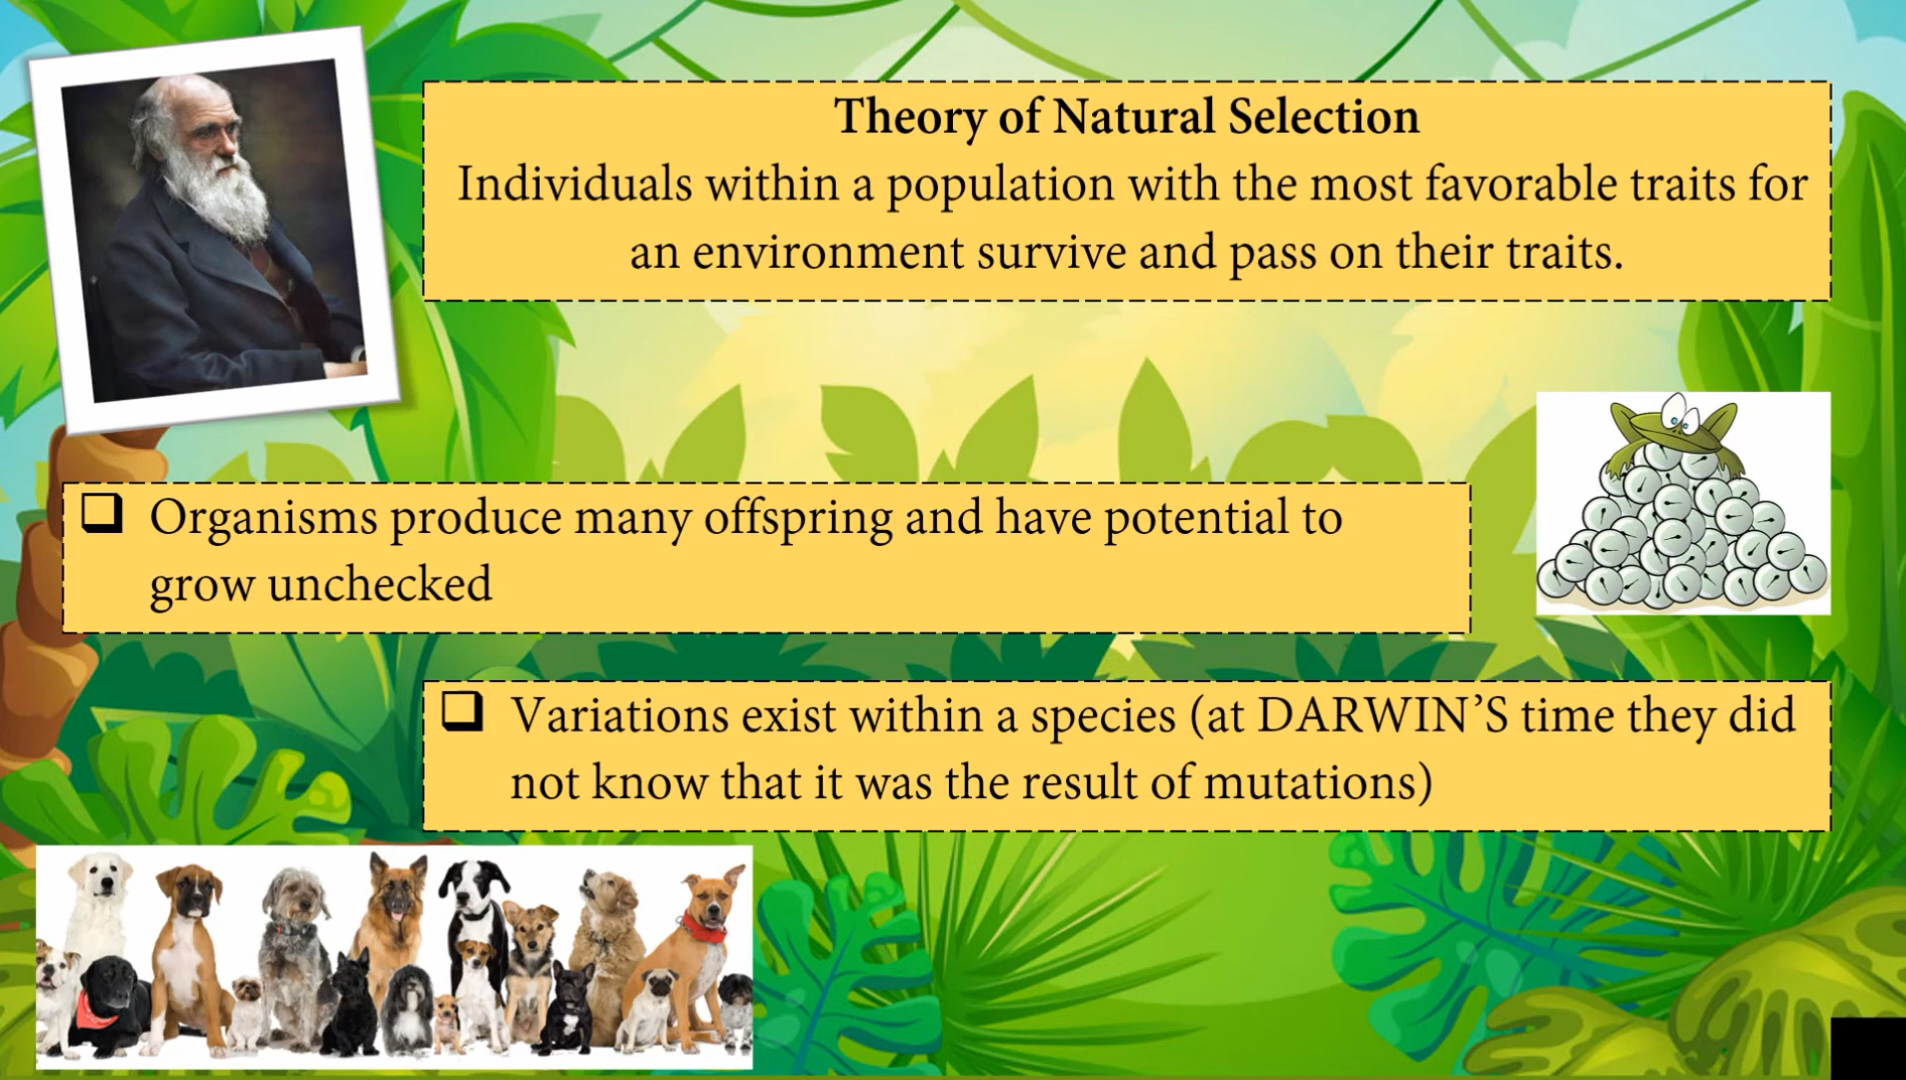 Theory of Natural Selection
Individuals within a population with the most favorable traits for
an environment survive and pass on their traits.
❑ Organisms produce many offspring and have potential to
grow unchecked
❑ Variations exist within a species (at DARWIN’S time they did
not know that it was the result of mutations)